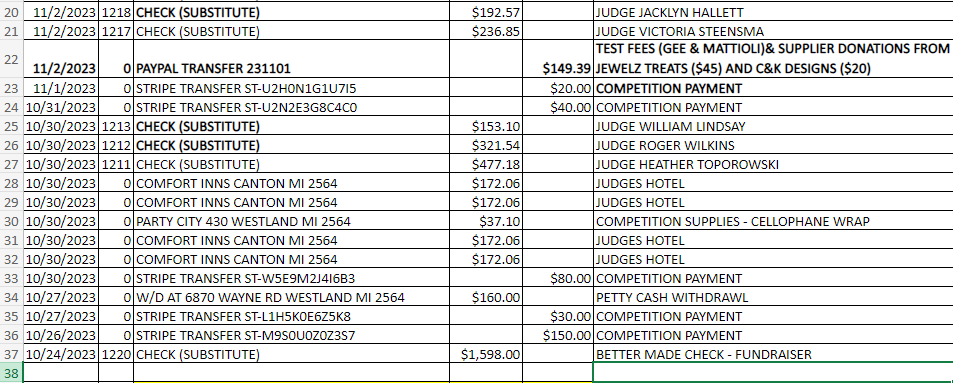 20 11/2/2023 1218 CHECK (SUBSTITUTE) $192.57 JUDGE JACKLYN HALLETT
21 11/2/2023 1217 CHECK (SUBSTITUTE) $236.85 JUDGE VICTORIA STEENSMA
22 11/2/2023 0 PAYPAL TRANSFER 231101 $149.39 TEST FEES (GEE & MATTIOLI)& SUPPLIER DONATIONS FROM
JEWELZ TREATS ($45) AND C&K DESIGNS ($20)
23 11/1/2023 0 STRIPE TRANSFER ST-U2H0N1G1U7I5 $20.00 COMPETITION PAYMENT
24 10/31/2023 0 STRIPE TRANSFER ST-U2N2E3G8C4C0 $40.00 COMPETITION PAYMENT
25 10/30/2023 1213 CHECK (SUBSTITUTE) $153.10 JUDGE WILLIAM LINDSAY
26 10/30/2023 1212 CHECK (SUBSTITUTE) $321.54 JUDGE ROGER WILKINS
27 10/30/2023 1211 CHECK (SUBSTITUTE) $477.18 JUDGE HEATHER TOPOROWSKI
28 10/30/2023 0 COMFORT INNS CANTON MI 2564 $172.06 JUDGES HOTEL
29 10/30/2023 0 COMFORT INNS CANTON MI 2564 $172.06 JUDGES HOTEL
30 10/30/2023 0 PARTY CITY 430 WESTLAND MI 2564 $37.10 COMPETITION SUPPLIES - CELLOPHANE WRAP
31 10/30/2023 0 COMFORT INNS CANTON MI 2564 $172.06 JUDGES HOTEL
32 10/30/2023 0 COMFORT INNS CANTON MI 2564 $172.06 JUDGES HOTEL
33 10/30/2023 0 STRIPE TRANSFER ST-W5E9M2J4I6B3 $80.00 COMPETITION PAYMENT
34 10/27/2023 0 W/D AT 6870 WAYNE RD WESTLAND MI 2564 $160.00 PETTY CASH WITHDRAWL
35 10/27/2023 0 STRIPE TRANSFER ST-L1H5K0E6Z5K8 $30.00 COMPETITION PAYMENT
36 10/26/2023 0 STRIPE TRANSFER ST-M9S0U0Z0Z3S7 $150.00 COMPETITION PAYMENT
37 10/24/2023 1220 CHECK (SUBSTITUTE) $1,598.00 BETTER MADE CHECK - FUNDRAISER
38